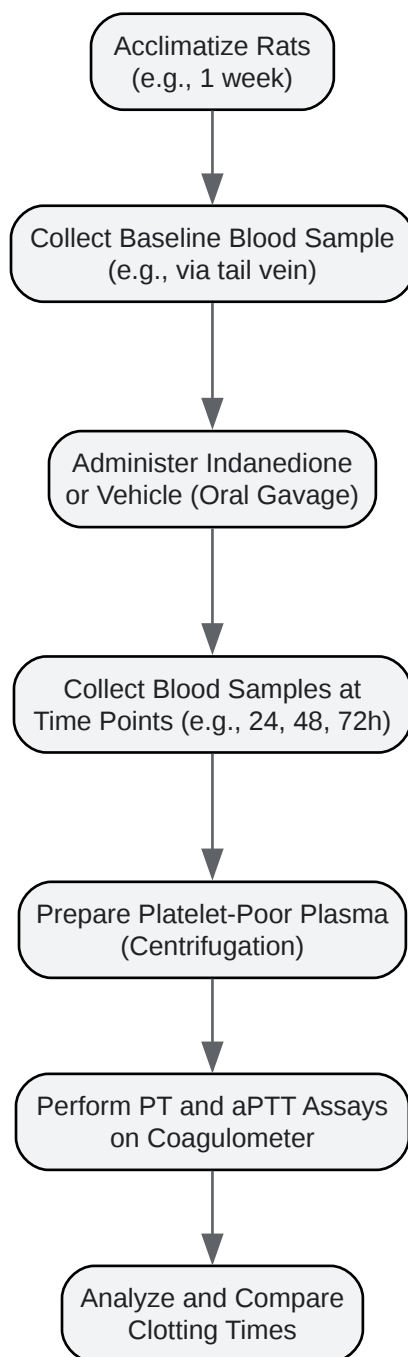 Acclimatize Rats
(e.g., 1 week)
Collect Baseline Blood Sample
(e.g., via tail vein)
Administer Indanedione
or Vehicle (Oral Gavage)
Collect Blood Samples at
Time Points (e.g., 24, 48, 72h)
Prepare Platelet-Poor Plasma
(Centrifugation)
Perform PT and aPTT Assays
on Coagulometer
Analyze and Compare
Clotting Times